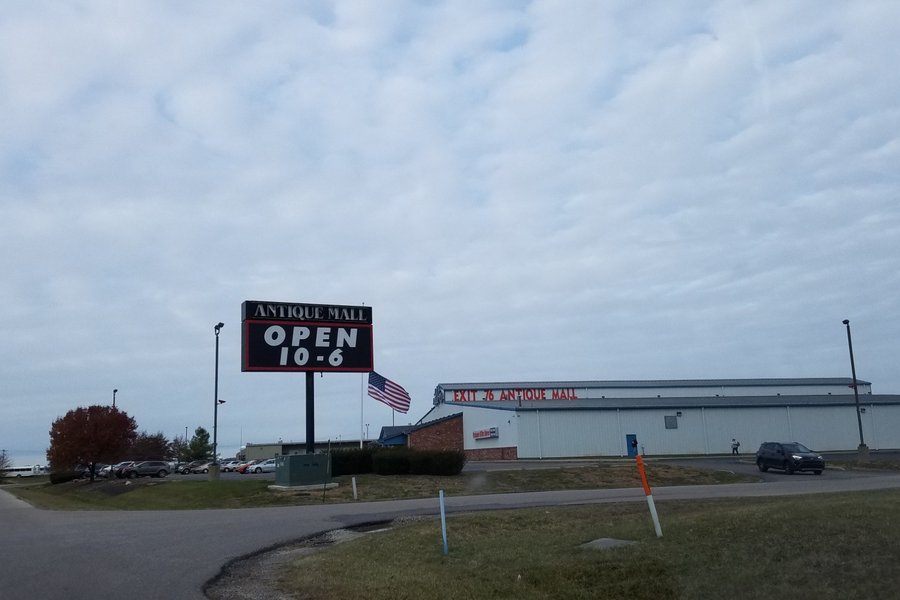 ANTIQUE MALL
OPEN
10-6
EXIT 76 ANTIQUE MALL